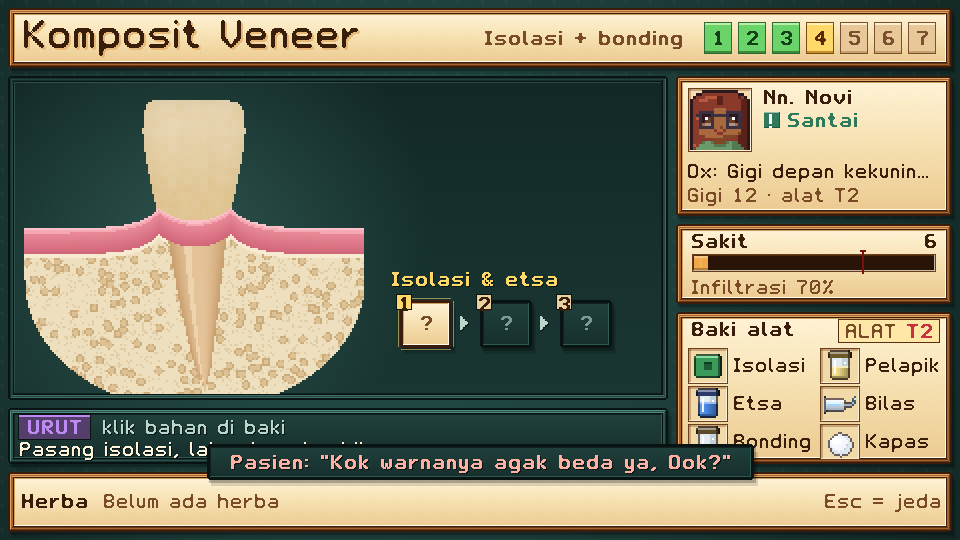 Komposit Veneer
Isolasi + bonding
1 2 3 4 5 6 7
Nn. Novi
Santai
Dx: Gigi depan kekunin…
Gigi 12 · alat T2
Sakit 6
Infiltrasi 70%
Isolasi & etsa
1 2 3
? ? ?
Baki alat
ALAT T2
Isolasi
Pelapik
Etsa
Bilas
Bonding
Kapas
URUT klik bahan di baki
Pasang isolasi,
Pasien: "Kok warnanya agak beda ya, Dok?"
Herba Belum ada herba
Esc = jeda